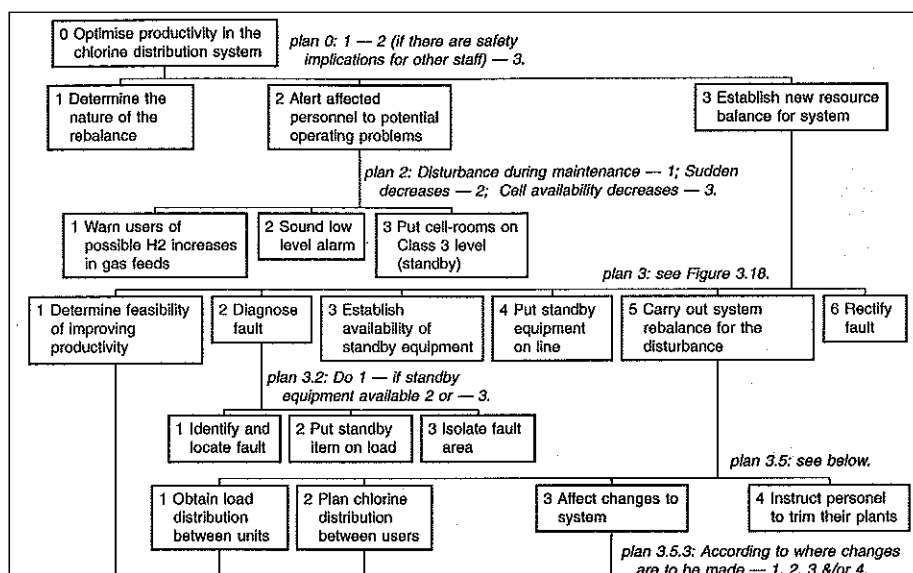 0 Optimise productivity in the
chlorine distribution system
plan 0: 1 — 2 (if there are safety
implications for other staff) — 3.
1 Determine the
nature of the
rebalance
2 Alert affected
personnel to potential
operating problems
3 Establish new resource
balance for system
plan 2: Disturbance during maintenance — 1; Sudden
decreases — 2; Cell availability decreases — 3.
1 Warn users of
possible H2 increases
in gas feeds
2 Sound low
level alarm
3 Put cell-rooms on
Class 3 level
(standby)
plan 3: see Figure 3.18.
1 Determine feasibility
of improving
productivity
2 Diagnose
fault
3 Establish
availability of
standby equipment
4 Put standby
equipment
on line
5 Carry out system
rebalance for the
disturbance
6 Rectify
fault
plan 3.2: Do 1 — if standby
equipment available 2 or — 3.
1 Identify and
locate fault
2 Put standby
item on load
3 Isolate fault
area
plan 3.5: see below.
1 Obtain load
distribution
between units
2 Plan chlorine
distribution
between users
3 Affect changes to
system
4 Instruct personel
to trim their plants
plan 3.5.3: According to where changes
are to be made — 1, 2, 3 &/or 4.